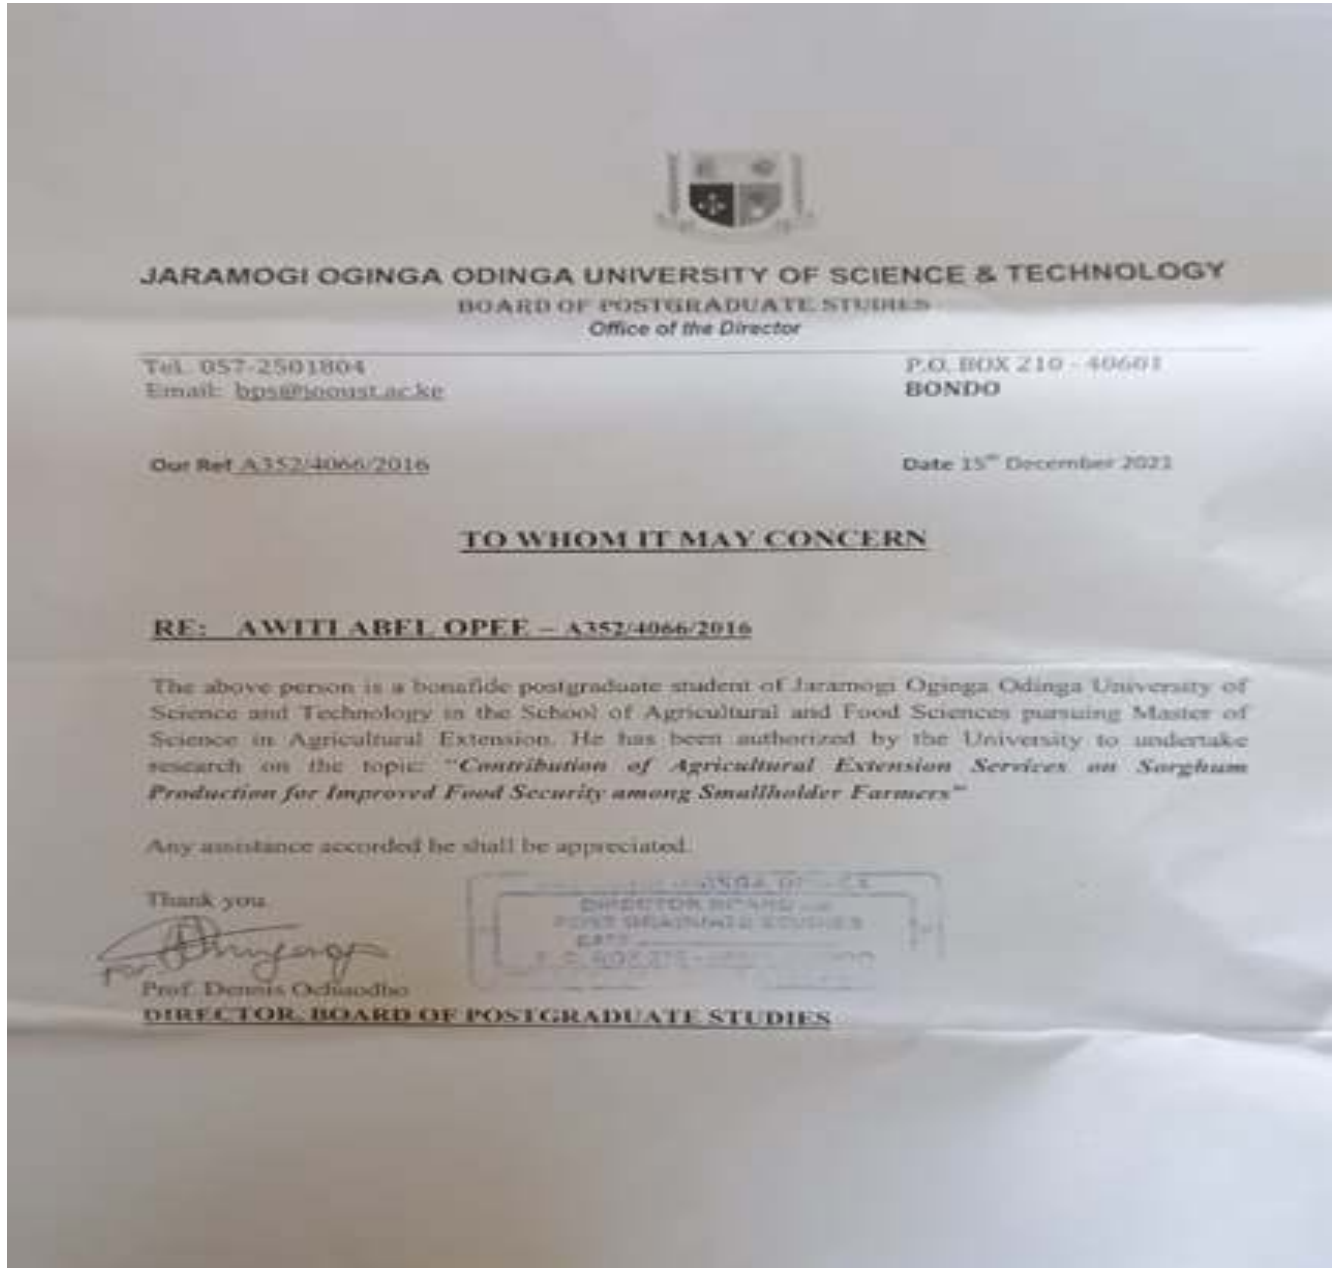 JARAMOGI OGINGA ODINGA UNIVERSITY OF SCIENCE & TECHNOLOGY
BOARD OF POSTGRADUATE STUDIES
Office of the Director
Tel. 057-2501804
P.O. BOX 210 - 40601
Email: bps@jooust.ac.ke
BONDO
Our Ref A352/4066/2016
Date 15th December 2021
TO WHOM IT MAY CONCERN
RE: AWITI ABEL OPEE – A352/4066/2016
The above person is a bonafide postgraduate student of Jaramogi Oginga Odinga University of
Science and Technology in the School of Agricultural and Food Sciences pursuing Master of
Science in Agricultural Extension. He has been authorized by the University to undertake
research on the topic: "Contribution of Agricultural Extension Services on Sorghum
Production for Improved Food Security among Smallholder Farmers"
Any assistance accorded he shall be appreciated.
Thank you.
DIRECTOR BOARD
POST GRADUATE STUDIES
DATE
Prof. Dennis Ochuodho
DIRECTOR, BOARD OF POSTGRADUATE STUDIES